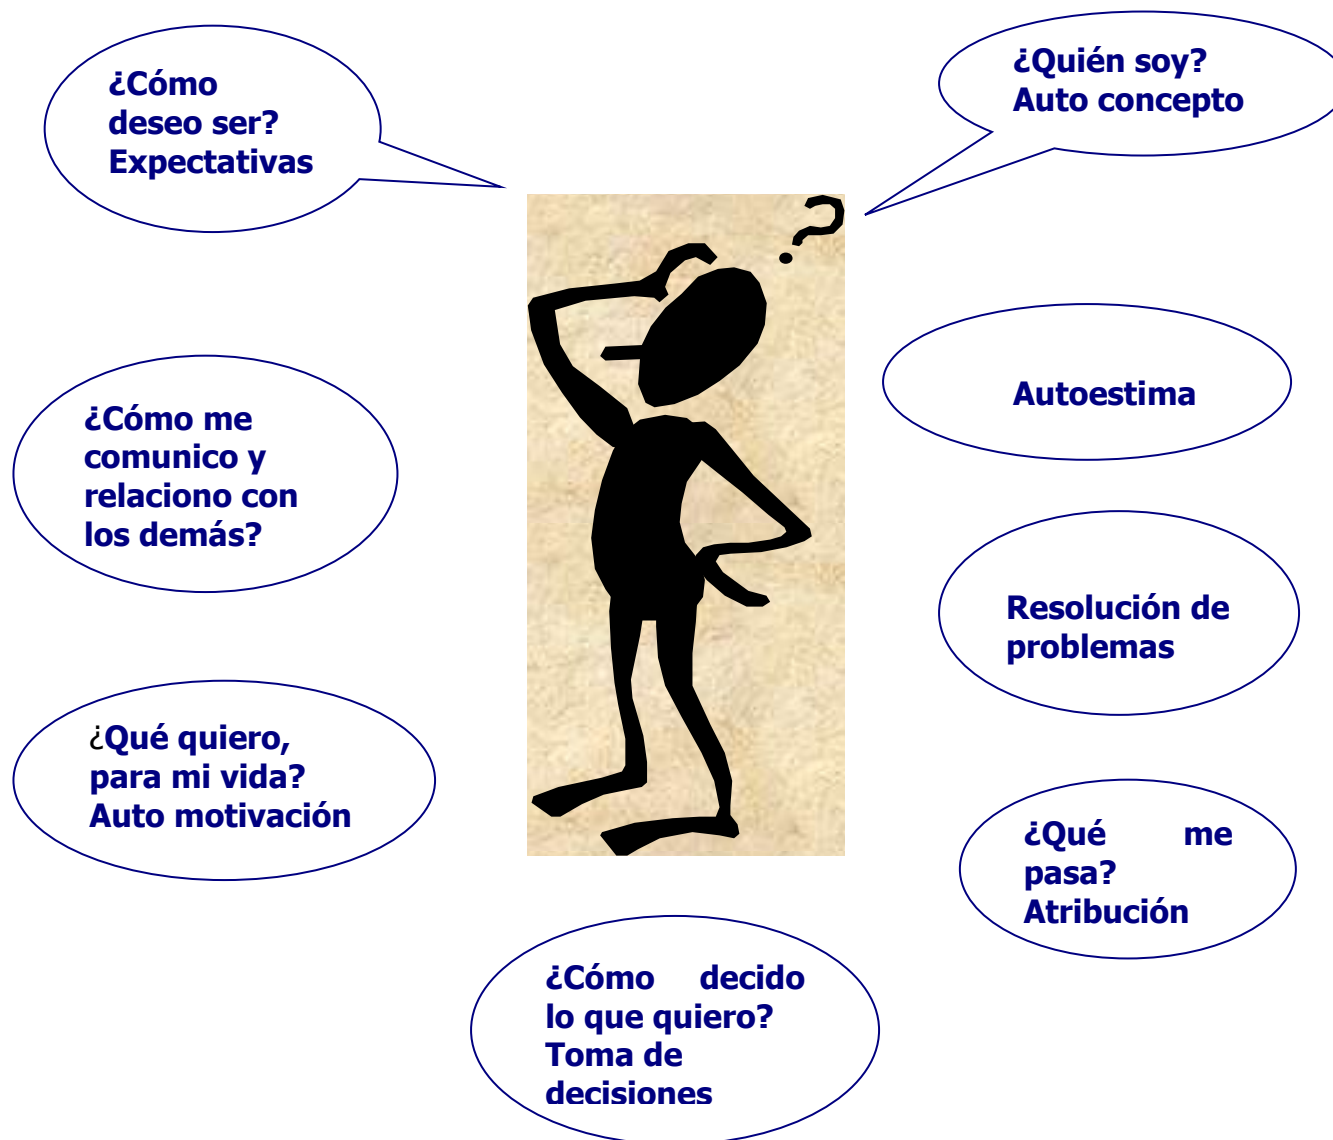 ¿Cómo
deseo ser?
Expectativas
¿Quién soy?
Auto concepto
?
¿Cómo me
comunico y
relaciono con
los demás?
Autoestima
Resolución de
problemas
¿Qué quiero,
para mi vida?
Auto motivación
¿Qué me
pasa?
Atribución
¿Cómo decido
lo que quiero?
Toma de
decisiones